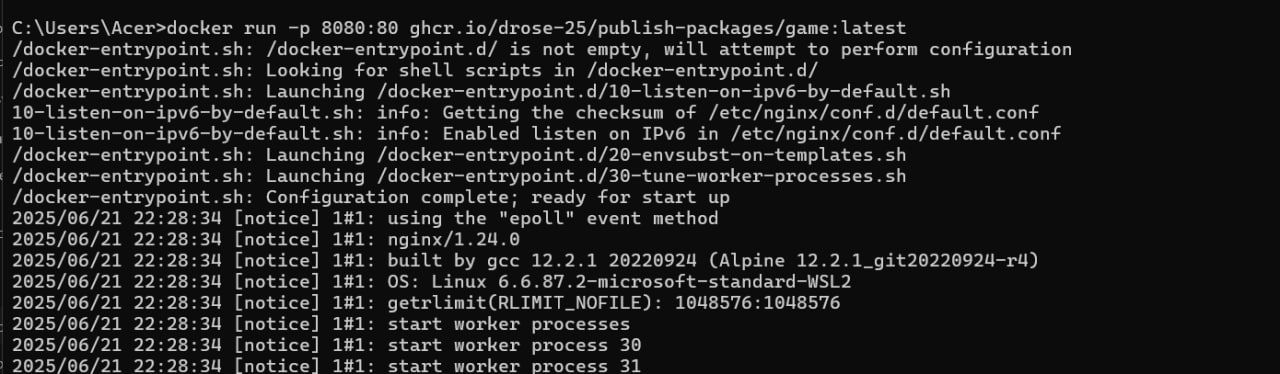 C:\Users\Acer>docker run -p 8080:80 ghcr.io/drose-25/publish-packages/game:latest
/docker-entrypoint.sh: /docker-entrypoint.d/ is not empty, will attempt to perform configuration
/docker-entrypoint.sh: Looking for shell scripts in /docker-entrypoint.d/
/docker-entrypoint.sh: Launching /docker-entrypoint.d/10-listen-on-ipv6-by-default.sh
10-listen-on-ipv6-by-default.sh: info: Getting the checksum of /etc/nginx/conf.d/default.conf
10-listen-on-ipv6-by-default.sh: info: Enabled listen on IPv6 in /etc/nginx/conf.d/default.conf
/docker-entrypoint.sh: Launching /docker-entrypoint.d/20-envsubst-on-templates.sh
/docker-entrypoint.sh: Launching /docker-entrypoint.d/30-tune-worker-processes.sh
/docker-entrypoint.sh: Configuration complete; ready for start up
2025/06/21 22:28:34 [notice] 1#1: using the "epoll" event method
2025/06/21 22:28:34 [notice] 1#1: nginx/1.24.0
2025/06/21 22:28:34 [notice] 1#1: built by gcc 12.2.1 20220924 (Alpine 12.2.1_git20220924-r4)
2025/06/21 22:28:34 [notice] 1#1: OS: Linux 6.6.87.2-microsoft-standard-WSL2
2025/06/21 22:28:34 [notice] 1#1: getrlimit(RLIMIT_NOFILE): 1048576:1048576
2025/06/21 22:28:34 [notice] 1#1: start worker processes
2025/06/21 22:28:34 [notice] 1#1: start worker process 30
2025/06/21 22:28:34 [notice] 1#1: start worker process 31